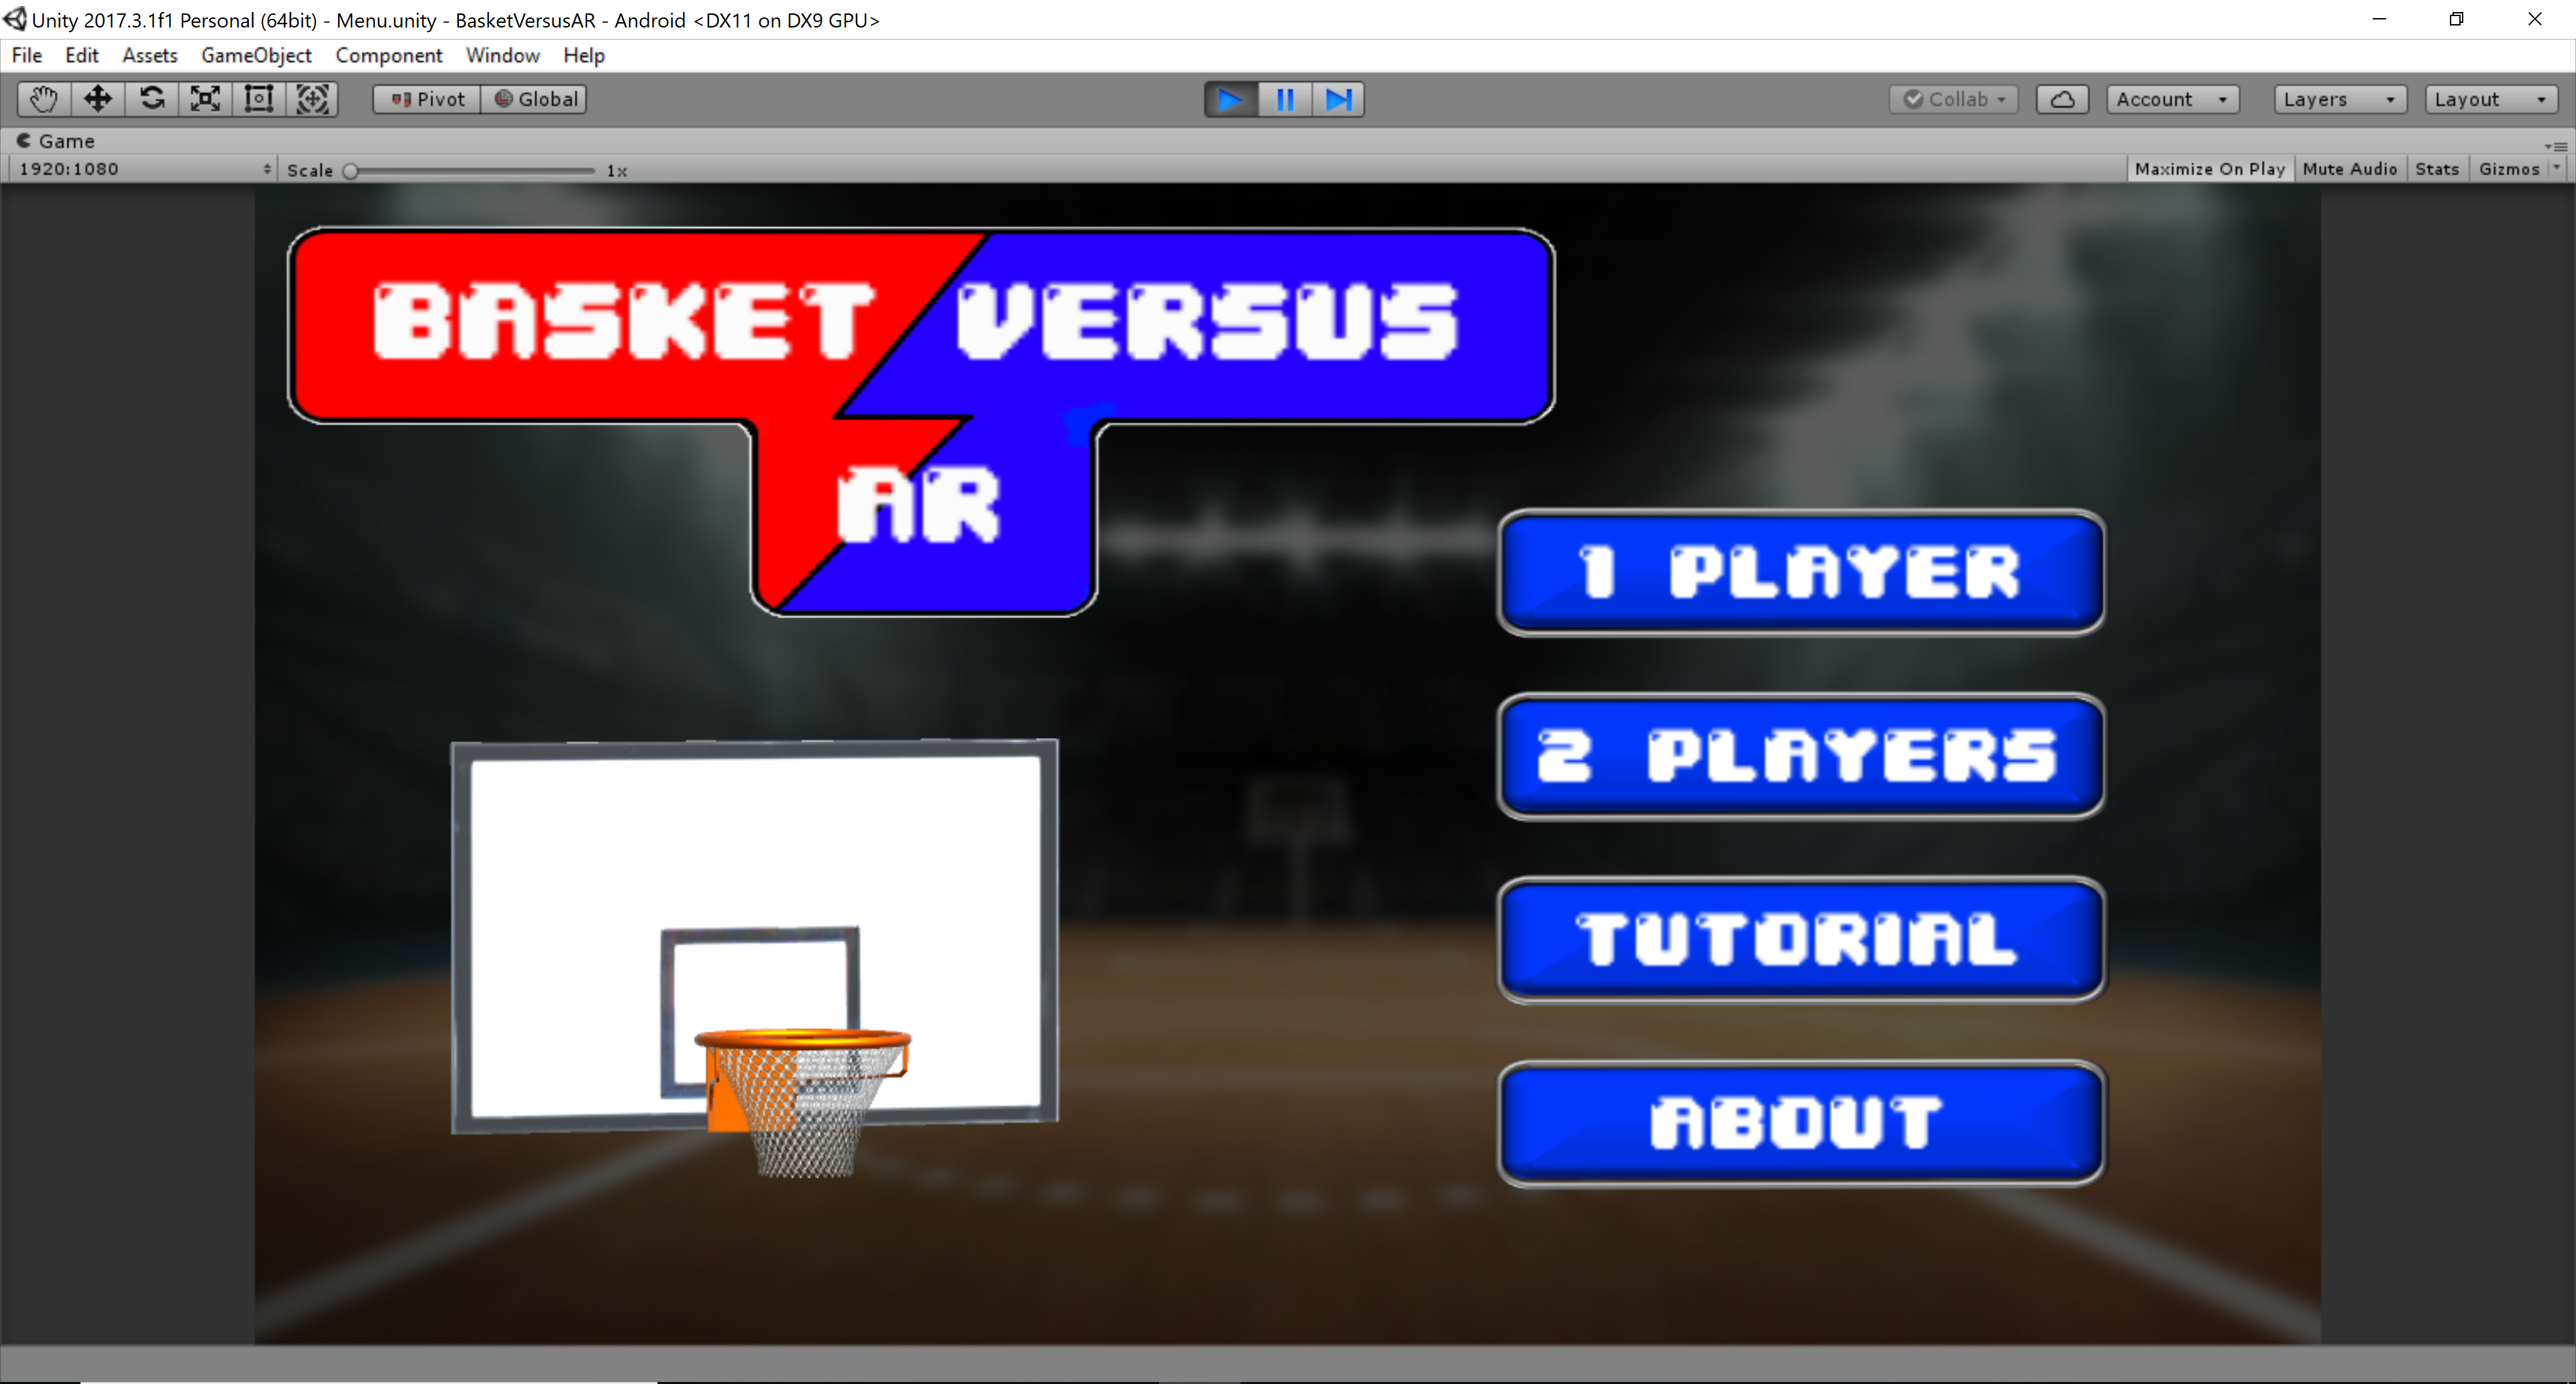 Unity 2017.3.1f1 Personal (64bit) - Menu.unity - BasketVersusAR - Android <DX11 on DX9 GPU>
File Edit Assets GameObject Component Window Help
Pivot Global Collab Account Layers Layout
Game
1920:1080 Scale 1x Maximize On Play Mute Audio Stats Gizmos
BASKET VERSUS
AR
1 PLAYER
2 PLAYERS
TUTORIAL
ABOUT